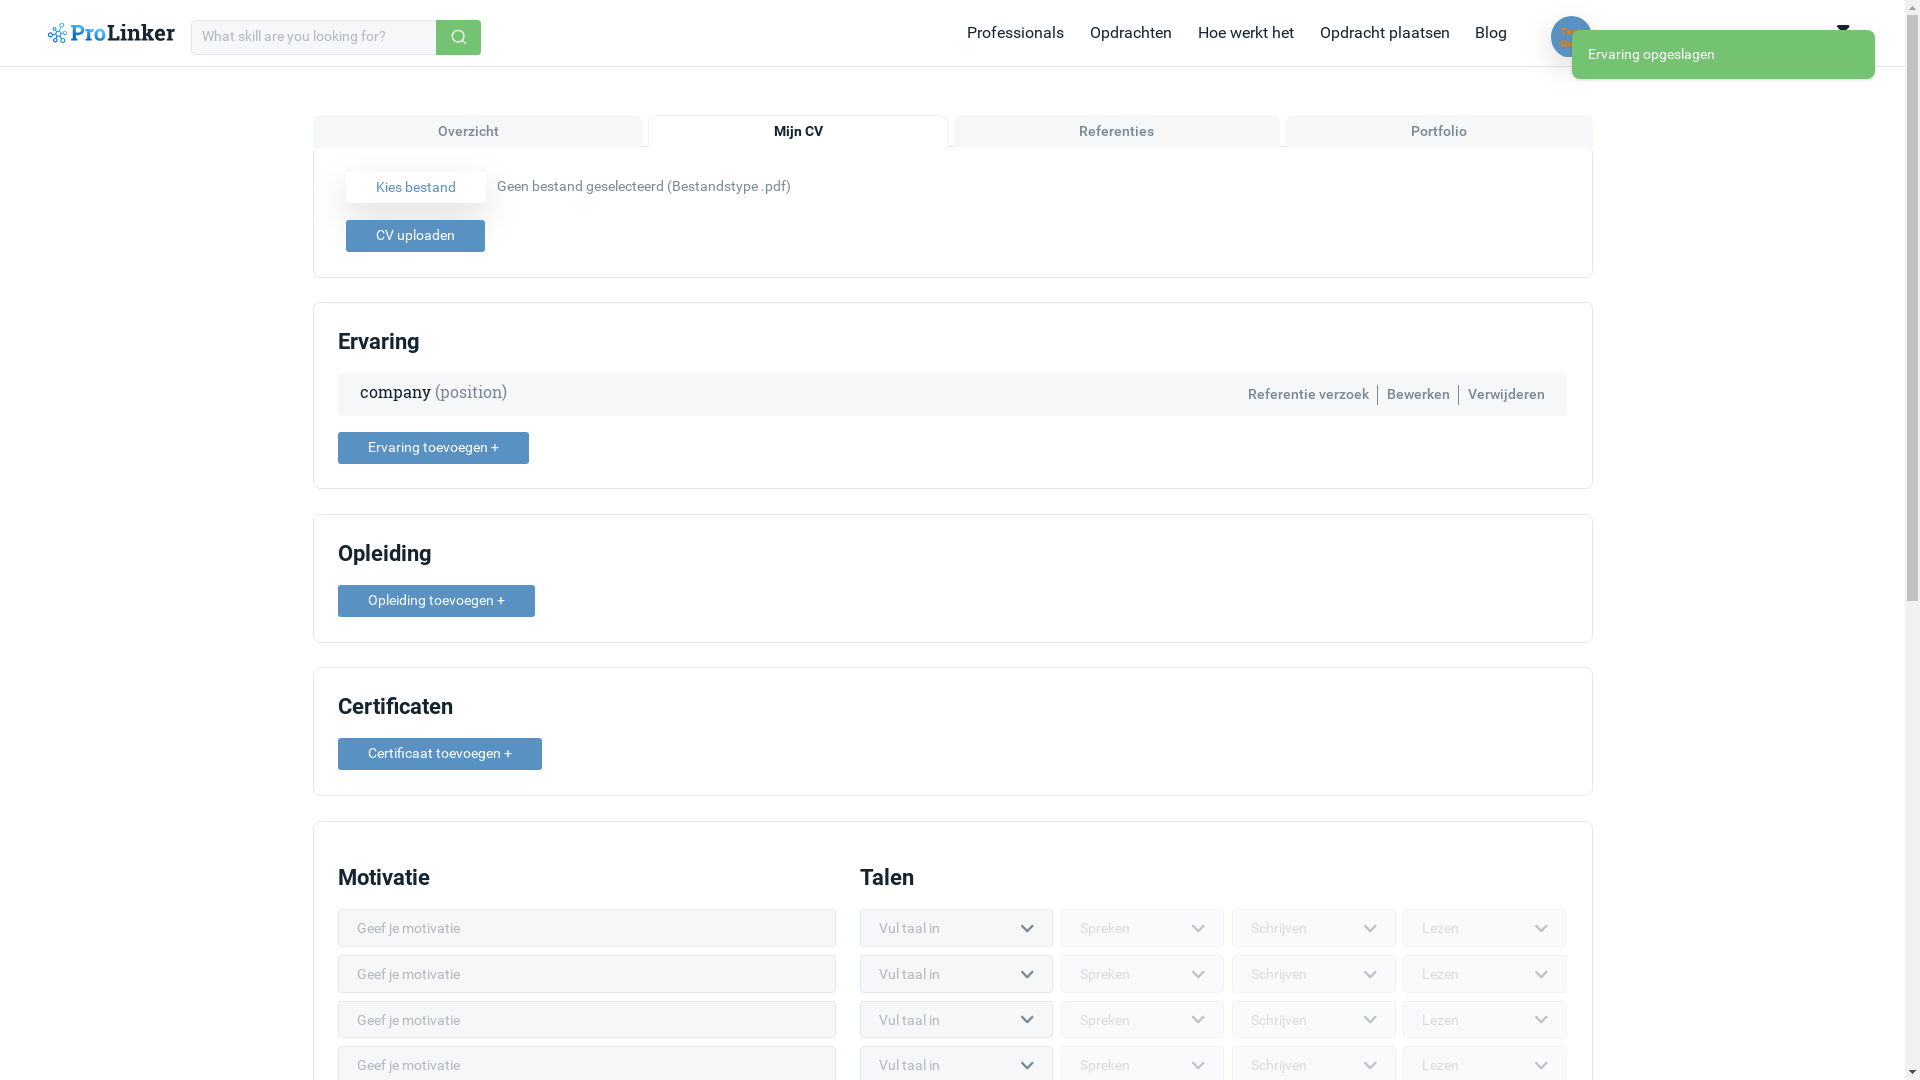 ProLinker
What skill are you looking for?
Professionals
Opdrachten
Hoe werkt het
Opdracht plaatsen
Blog
Ervaring opgeslagen
Overzicht
Mijn CV
Referenties
Portfolio
Kies bestand
Geen bestand geselecteerd (Bestandstype .pdf)
CV uploaden
Ervaring
company (position)
Referentie verzoek
Bewerken
Verwijderen
Ervaring toevoegen +
Opleiding
Opleiding toevoegen +
Certificaten
Certificaat toevoegen +
Motivatie
Talen
Geef je motivatie
Vul taal in
Spreken
Schrijven
Lezen
Geef je motivatie
Vul taal in
Spreken
Schrijven
Lezen
Geef je motivatie
Vul taal in
Spreken
Schrijven
Lezen
Geef je motivatie
Vul taal in
Spreken
Schrijven
Lezen